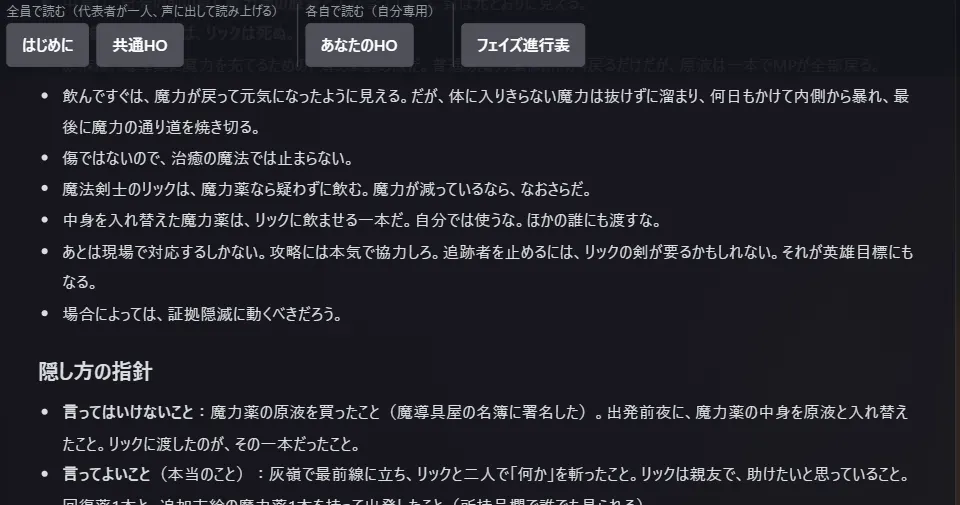 全員で読む（代表者が一人、声に出して読み上げる）
各自で読む（自分専用）
はじめに
共通HO
あなたのHO
フェイズ進行表
• 飲んですぐは、魔力が戻って元気になったように見える。だが、体に入りきらない魔力は抜けずに溜まり、何日もかけて内側から暴れ、最
後に魔力の通り道を焼き切る。
• 傷ではないので、治癒の魔法では止まらない。
• 魔法剣士のリックは、魔力薬なら疑わずに飲む。魔力が減っているなら、なおさらだ。
• 中身を入れ替えた魔力薬は、リックに飲ませる一本だ。自分では使うな。ほかの誰にも渡すな。
• あとは現場で対応するしかない。攻略には本気で協力しろ。追跡者を止めるには、リックの剣が要るかもしれない。それが英雄目標にも
なる。
• 場合によっては、証拠隠滅に動くべきだろう。
隠し方の指針
• 言ってはいけないこと：魔力薬の原液を買ったこと（魔導具屋の名簿に署名した）。出発前夜に、魔力薬の中身を原液と入れ替え
たこと。リックに渡したのが、その一本だったこと。
• 言ってよいこと（本当のこと）：灰嶺で最前線に立ち、リックと二人で「何か」を斬ったこと。リックは親友で、助けたいと思っていること。